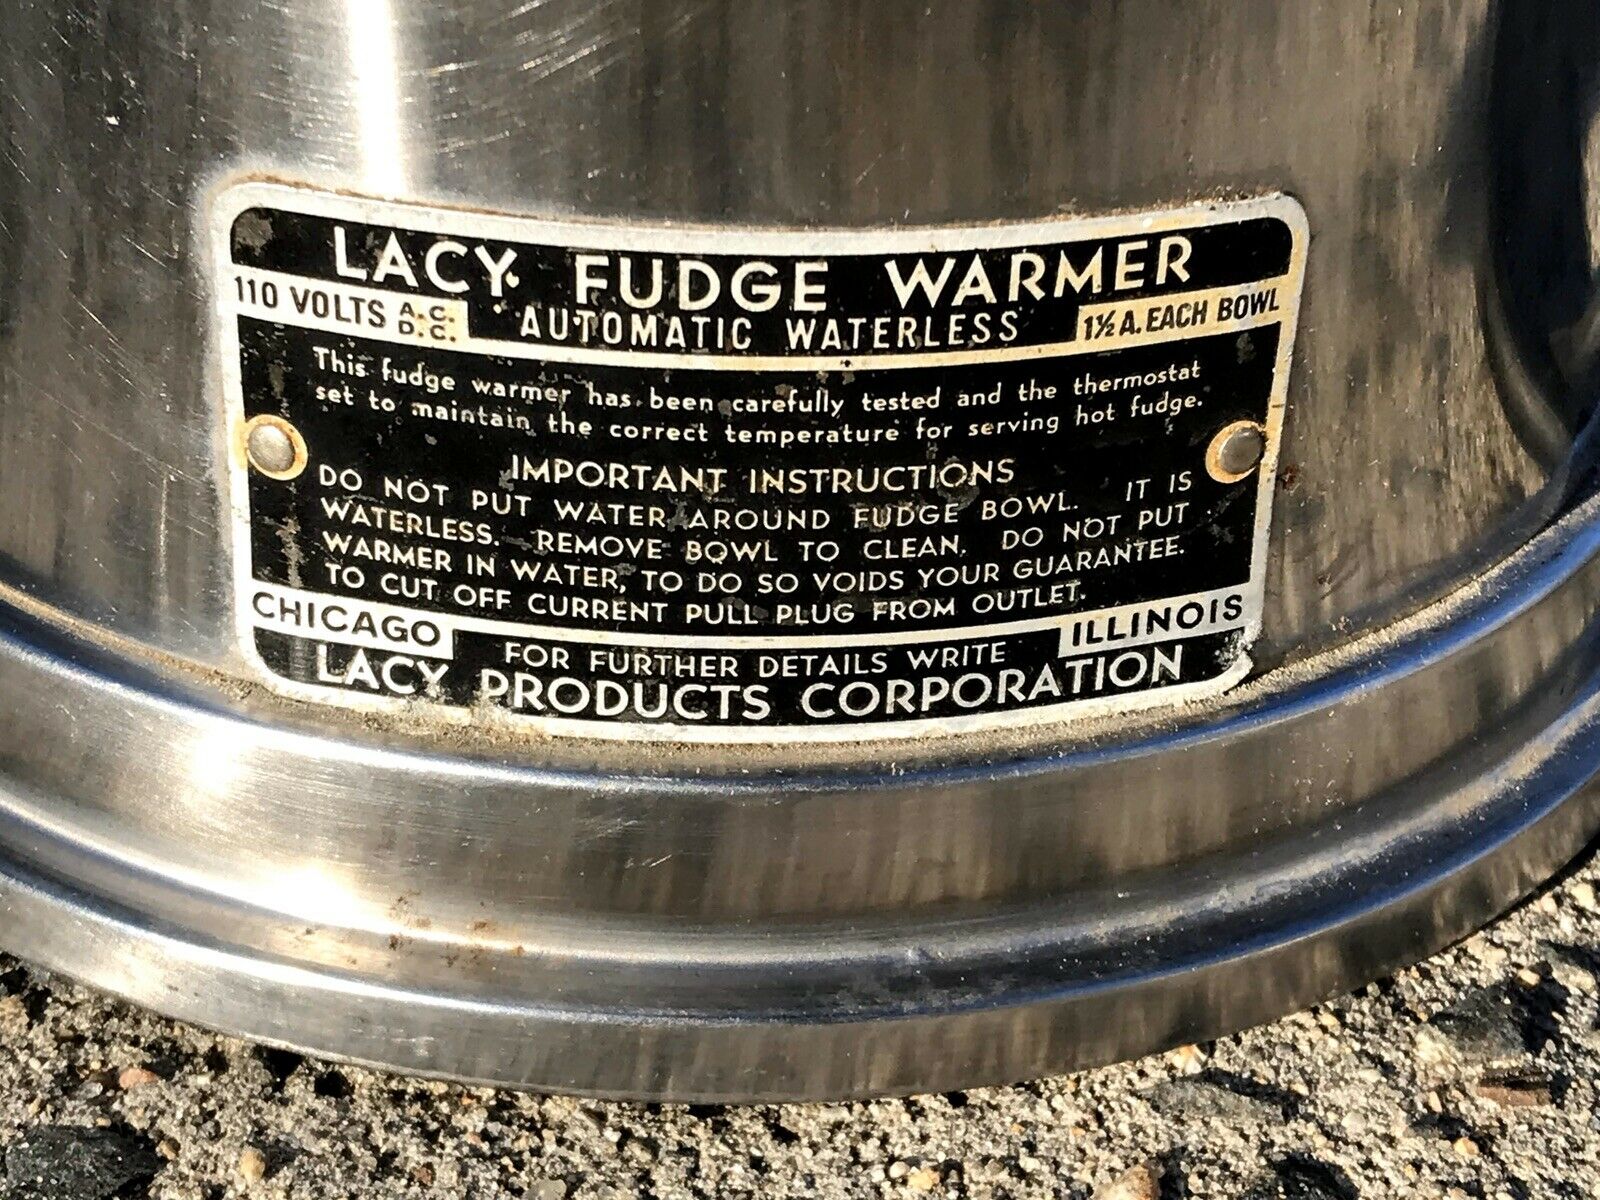 LACY FUDGE WARMER
110 VOLTS A.C. D.C. AUTOMATIC WATERLESS 1½ A. EACH BOWL
This fudge warmer has been carefully tested and the thermostat
set to maintain the correct temperature for serving hot fudge.
IMPORTANT INSTRUCTIONS
DO NOT PUT WATER AROUND FUDGE BOWL. IT IS
WATERLESS. REMOVE BOWL TO CLEAN. DO NOT PUT
WARMER IN WATER, TO DO SO VOIDS YOUR GUARANTEE.
TO CUT OFF CURRENT PULL PLUG FROM OUTLET.
CHICAGO FOR FURTHER DETAILS WRITE ILLINOIS
LACY PRODUCTS CORPORATION